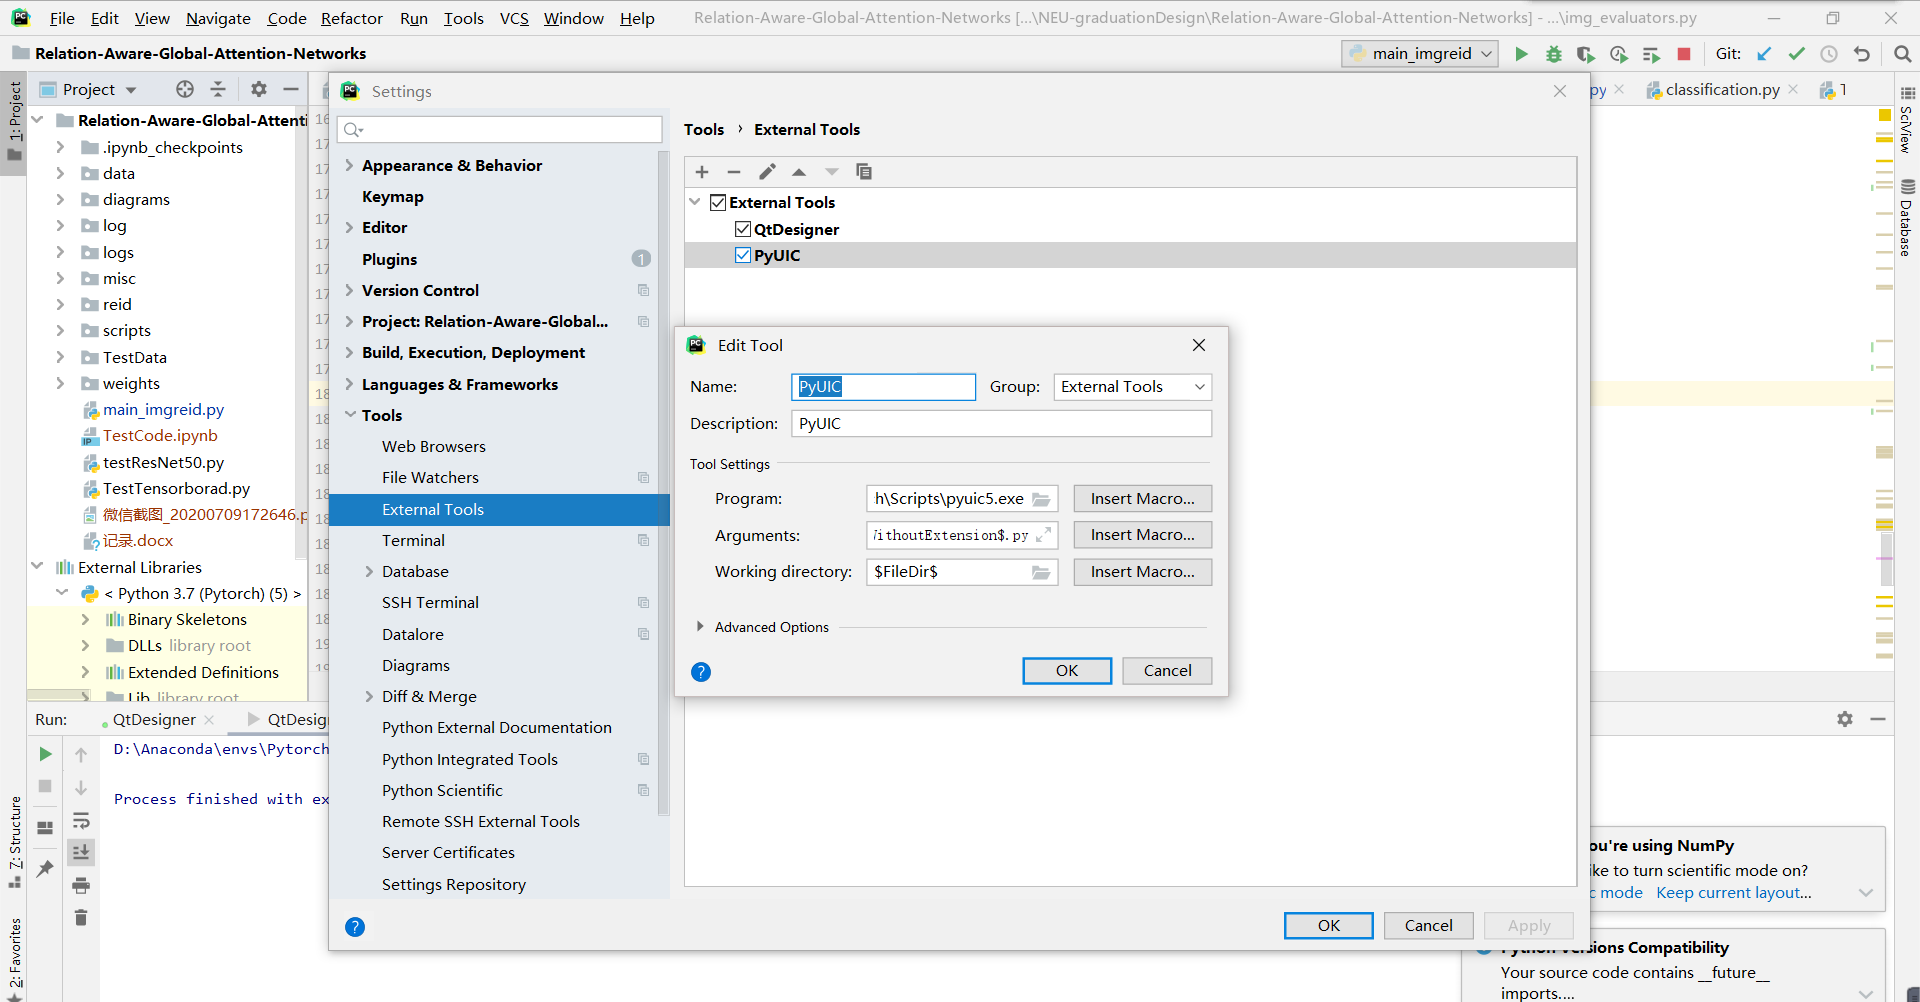 File Edit View Navigate Code Refactor Run Tools VCS Window Help Relation-Aware-Global-Attention-Networks [...\NEU-graduationDesign\Relation-Aware-Global-Attention-Networks] - ...\img_evaluators.py
Relation-Aware-Global-Attention-Networks
main_imgreid
Git:
1: Project
Project
Relation-Aware-Global-Attenti
.ipynb_checkpoints
data
diagrams
log
logs
misc
reid
scripts
TestData
weights
main_imgreid.py
TestCode.ipynb
testResNet50.py
TestTensorborad.py
微信截图_20200709172646.p
记录.docx
External Libraries
< Python 3.7 (Pytorch) (5) >
Binary Skeletons
DLLs library root
Extended Definitions
Lib library root
py
classification.py
1
SciView
Database
Settings
Appearance & Behavior
Keymap
Editor
Plugins
1
Version Control
Project: Relation-Aware-Global...
Build, Execution, Deployment
Languages & Frameworks
Tools
Web Browsers
File Watchers
External Tools
Terminal
Database
SSH Terminal
Datalore
Diagrams
Diff & Merge
Python External Documentation
Python Integrated Tools
Python Scientific
Remote SSH External Tools
Server Certificates
Settings Repository
Tools › External Tools
External Tools
QtDesigner
PyUIC
Edit Tool
Name: PyUIC Group: External Tools
Description: PyUIC
Tool Settings
Program: h\Scripts\pyuic5.exe Insert Macro...
Arguments: ithoutExtension$.py Insert Macro...
Working directory: $FileDir$ Insert Macro...
Advanced Options
? OK Cancel
? OK Cancel Apply
Run: QtDesigner QtDesig
D:\Anaconda\envs\Pytorch
Process finished with ex
7: Structure
2: Favorites
ou're using NumPy
ike to turn scientific mode on?
c mode Keep current layout...
Python Versions Compatibility
Your source code contains __future__
imports....